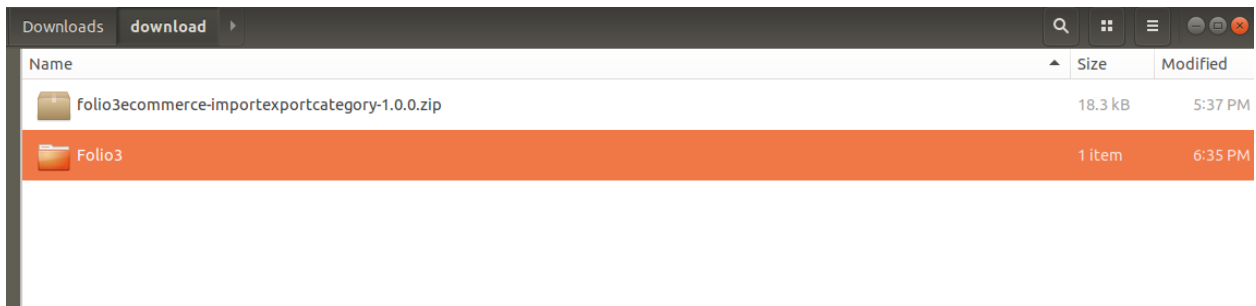 Downloads download
Name Size Modified
folio3ecommerce-importexportcategory-1.0.0.zip 18.3 kB 5:37 PM
Folio3 1 item 6:35 PM